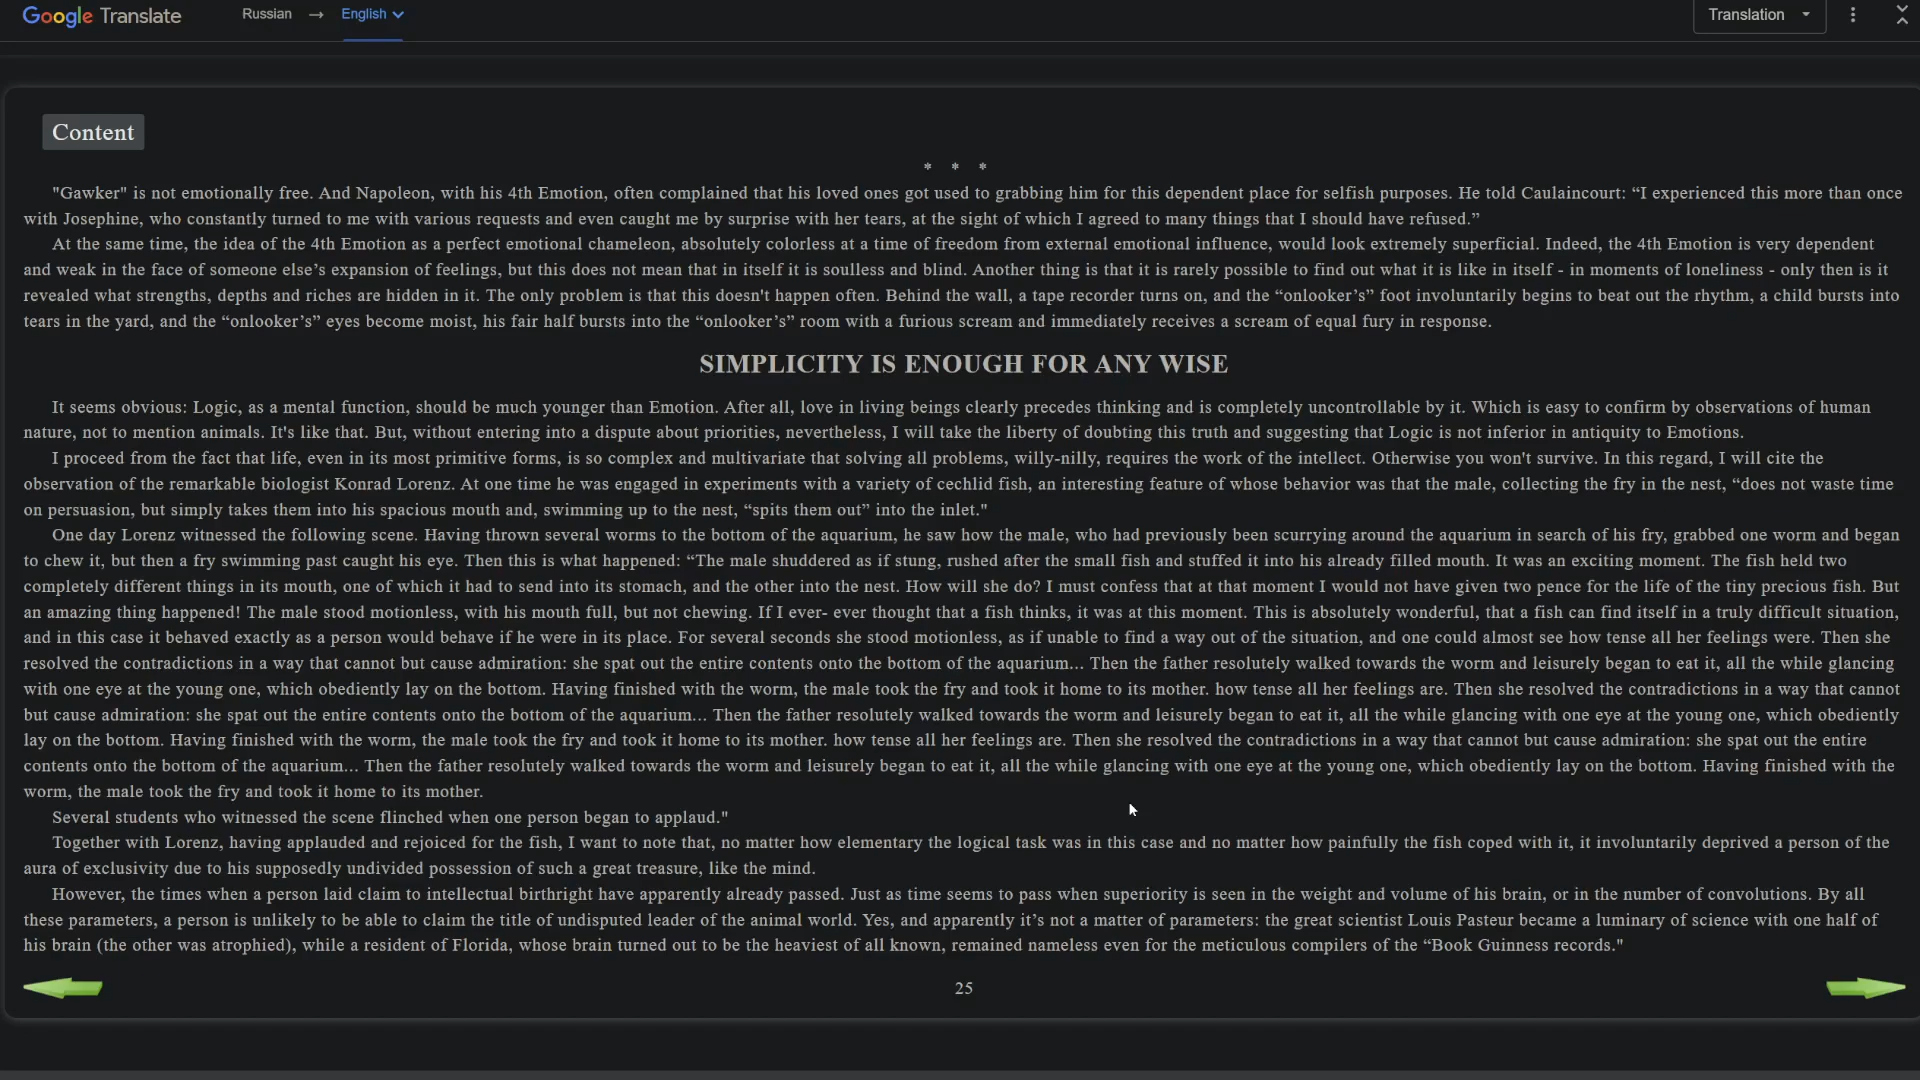 Google Translate
Russian → English
Translation
Content
* * *
"Gawker" is not emotionally free. And Napoleon, with his 4th Emotion, often complained that his loved ones got used to grabbing him for this dependent place for selfish purposes. He told Caulaincourt: “I experienced this more than once
with Josephine, who constantly turned to me with various requests and even caught me by surprise with her tears, at the sight of which I agreed to many things that I should have refused.”
At the same time, the idea of the 4th Emotion as a perfect emotional chameleon, absolutely colorless at a time of freedom from external emotional influence, would look extremely superficial. Indeed, the 4th Emotion is very dependent
and weak in the face of someone else’s expansion of feelings, but this does not mean that in itself it is soulless and blind. Another thing is that it is rarely possible to find out what it is like in itself - in moments of loneliness - only then is it
revealed what strengths, depths and riches are hidden in it. The only problem is that this doesn't happen often. Behind the wall, a tape recorder turns on, and the “onlooker’s” foot involuntarily begins to beat out the rhythm, a child bursts into
tears in the yard, and the “onlooker’s” eyes become moist, his fair half bursts into the “onlooker’s” room with a furious scream and immediately receives a scream of equal fury in response.
SIMPLICITY IS ENOUGH FOR ANY WISE
It seems obvious: Logic, as a mental function, should be much younger than Emotion. After all, love in living beings clearly precedes thinking and is completely uncontrollable by it. Which is easy to confirm by observations of human
nature, not to mention animals. It's like that. But, without entering into a dispute about priorities, nevertheless, I will take the liberty of doubting this truth and suggesting that Logic is not inferior in antiquity to Emotions.
I proceed from the fact that life, even in its most primitive forms, is so complex and multivariate that solving all problems, willy-nilly, requires the work of the intellect. Otherwise you won't survive. In this regard, I will cite the
observation of the remarkable biologist Konrad Lorenz. At one time he was engaged in experiments with a variety of cechlid fish, an interesting feature of whose behavior was that the male, collecting the fry in the nest, “does not waste time
on persuasion, but simply takes them into his spacious mouth and, swimming up to the nest, “spits them out” into the inlet."
One day Lorenz witnessed the following scene. Having thrown several worms to the bottom of the aquarium, he saw how the male, who had previously been scurrying around the aquarium in search of his fry, grabbed one worm and began
to chew it, but then a fry swimming past caught his eye. Then this is what happened: “The male shuddered as if stung, rushed after the small fish and stuffed it into his already filled mouth. It was an exciting moment. The fish held two
completely different things in its mouth, one of which it had to send into its stomach, and the other into the nest. How will she do? I must confess that at that moment I would not have given two pence for the life of the tiny precious fish. But
an amazing thing happened! The male stood motionless, with his mouth full, but not chewing. If I ever- ever thought that a fish thinks, it was at this moment. This is absolutely wonderful, that a fish can find itself in a truly difficult situation,
and in this case it behaved exactly as a person would behave if he were in its place. For several seconds she stood motionless, as if unable to find a way out of the situation, and one could almost see how tense all her feelings were. Then she
resolved the contradictions in a way that cannot but cause admiration: she spat out the entire contents onto the bottom of the aquarium... Then the father resolutely walked towards the worm and leisurely began to eat it, all the while glancing
with one eye at the young one, which obediently lay on the bottom. Having finished with the worm, the male took the fry and took it home to its mother. how tense all her feelings are. Then she resolved the contradictions in a way that cannot
but cause admiration: she spat out the entire contents onto the bottom of the aquarium... Then the father resolutely walked towards the worm and leisurely began to eat it, all the while glancing with one eye at the young one, which obediently
lay on the bottom. Having finished with the worm, the male took the fry and took it home to its mother. how tense all her feelings are. Then she resolved the contradictions in a way that cannot but cause admiration: she spat out the entire
contents onto the bottom of the aquarium... Then the father resolutely walked towards the worm and leisurely began to eat it, all the while glancing with one eye at the young one, which obediently lay on the bottom. Having finished with the
worm, the male took the fry and took it home to its mother.
Several students who witnessed the scene flinched when one person began to applaud."
Together with Lorenz, having applauded and rejoiced for the fish, I want to note that, no matter how elementary the logical task was in this case and no matter how painfully the fish coped with it, it involuntarily deprived a person of the
aura of exclusivity due to his supposedly undivided possession of such a great treasure, like the mind.
However, the times when a person laid claim to intellectual birthright have apparently already passed. Just as time seems to pass when superiority is seen in the weight and volume of his brain, or in the number of convolutions. By all
these parameters, a person is unlikely to be able to claim the title of undisputed leader of the animal world. Yes, and apparently it’s not a matter of parameters: the great scientist Louis Pasteur became a luminary of science with one half of
his brain (the other was atrophied), while a resident of Florida, whose brain turned out to be the heaviest of all known, remained nameless even for the meticulous compilers of the “Book Guinness records."
25